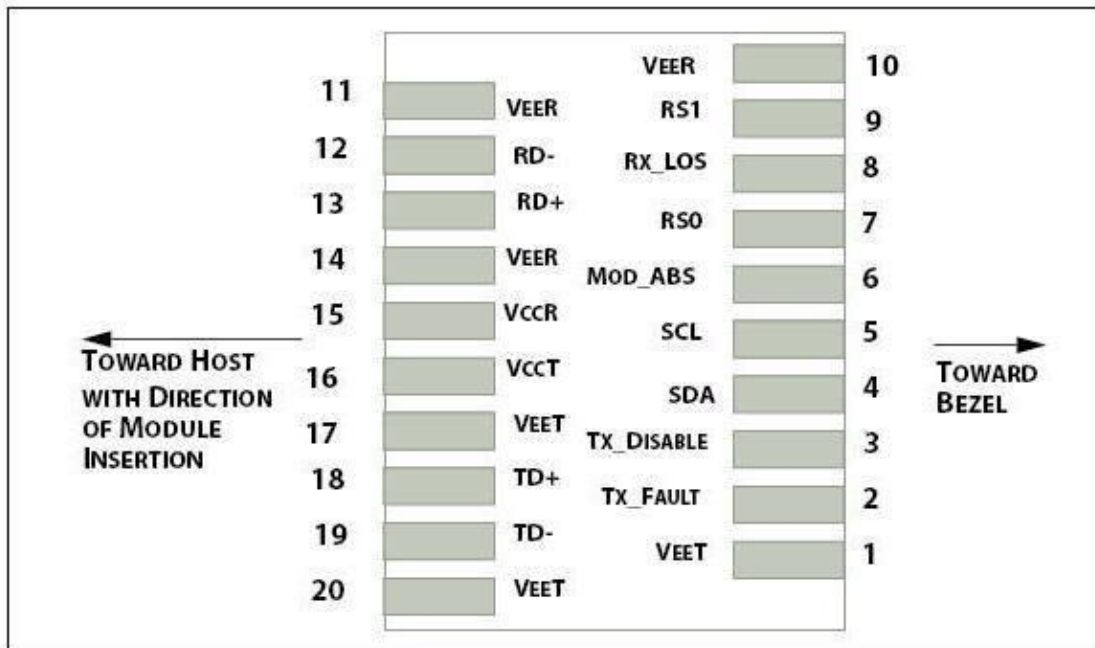 11 VEER
12 RD-
13 RD+
14 VEER
15 VCCR
16 VCCT
17 VEET
18 TD+
19 TD-
20 VEET
VEER 10
RS1 9
RX_LOS 8
RS0 7
MOD_ABS 6
SCL 5
SDA 4
TX_DISABLE 3
TX_FAULT 2
VEET 1
TOWARD HOST
WITH DIRECTION
OF MODULE
INSERTION
TOWARD
BEZEL